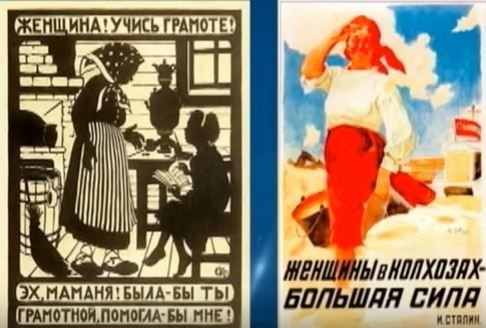 ЖЕНЩИНА! УЧИСЬ ГРАМОТЕ!
ЭХ, МАМАНЯ! БЫЛА-БЫ ТЫ
ГРАМОТНОЙ, ПОМОГЛА-БЫ МНЕ!
ЖЕНЩИНЫ в КОЛХОЗАХ-
БОЛЬШАЯ СИЛА
И. СТАЛИН.